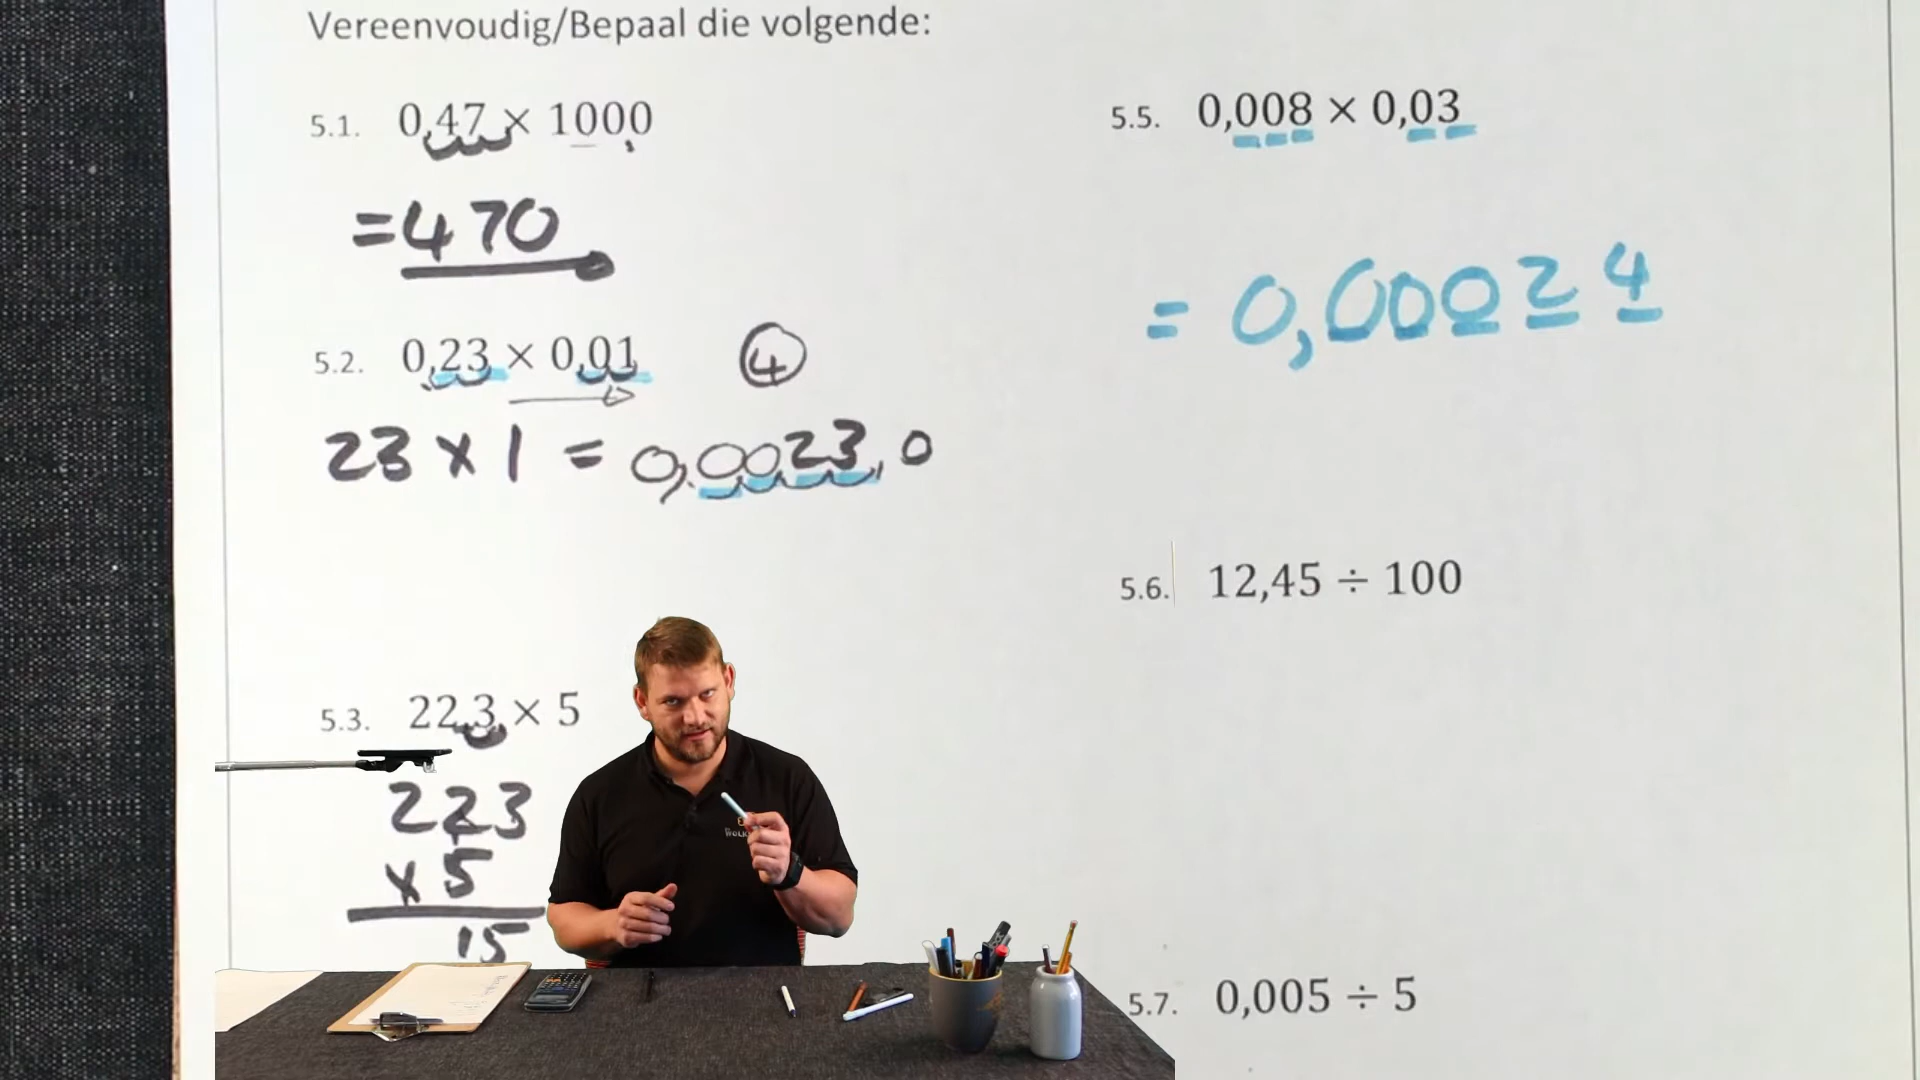 Vereenvoudig/Bepaal die volgende:
5.1. 0,47 × 1000
= 470
5.2. 0,23 × 0,01
4
23 × 1 = 0,0023,0
5.3. 22,3 × 5
223
× 5
15
5.5. 0,008 × 0,03
= 0,00024
5.6. 12,45 ÷ 100
5.7. 0,005 ÷ 5